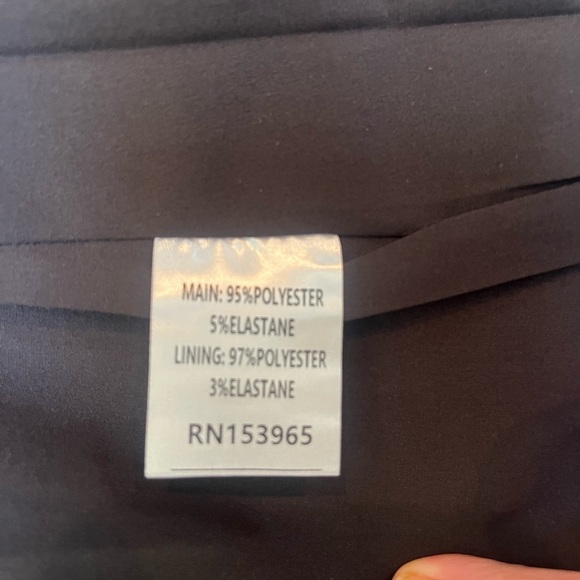 MAIN: 95%POLYESTER
5%ELASTANE
LINING: 97%POLYESTER
3%ELASTANE
RN153965